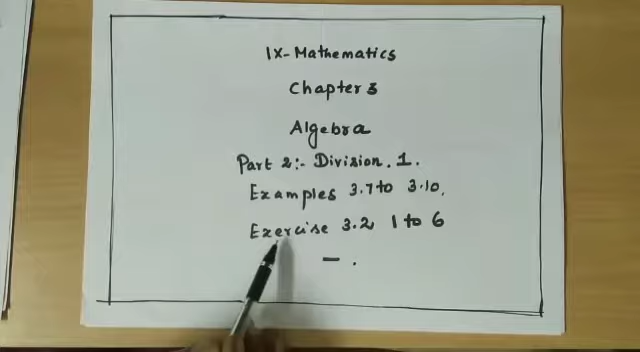 IX-Mathematics
Chapter 3
Algebra
Part 2:- Division. 1.
Examples 3.7 to 3.10.
Exercise 3.2 1 to 6
- .